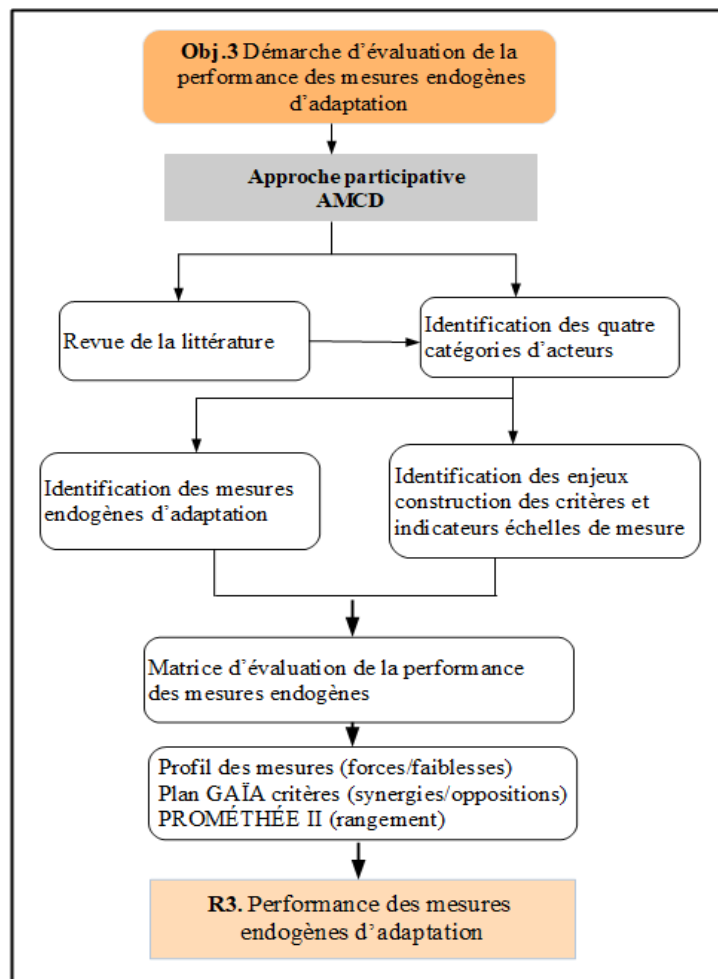 Obj.3 Démarche d’évaluation de la
performance des mesures endogènes
d’adaptation
Approche participative
AMCD
Revue de la littérature
Identification des quatre
catégories d’acteurs
Identification des mesures
endogènes d’adaptation
Identification des enjeux
construction des critères et
indicateurs échelles de mesure
Matrice d’évaluation de la performance
des mesures endogènes
Profil des mesures (forces/faiblesses)
Plan GAÏA critères (synergies/oppositions)
PROMÉTHÉE II (rangement)
R3. Performance des mesures
endogènes d’adaptation